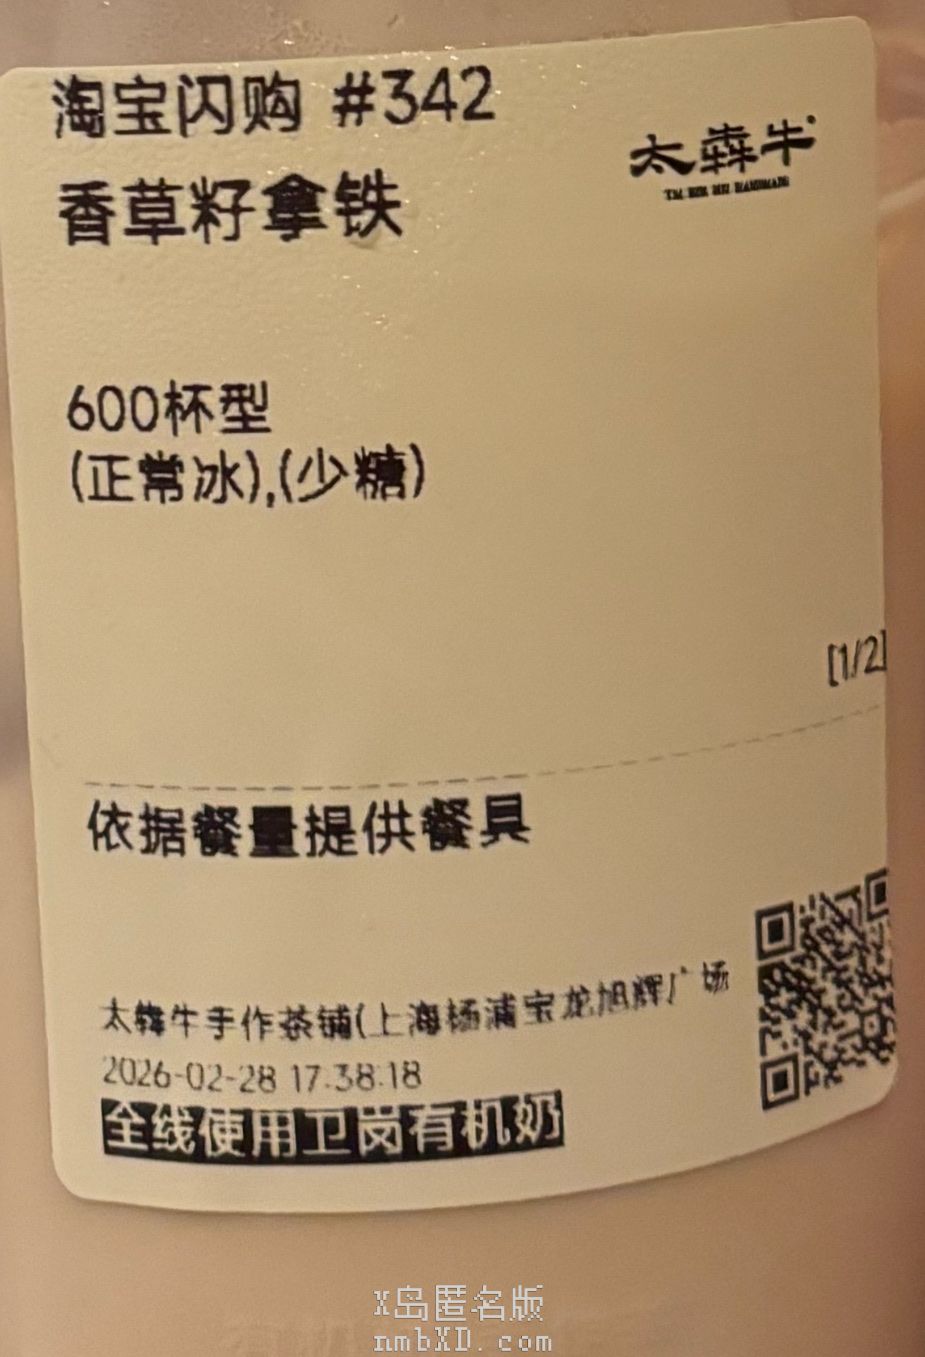 淘宝闪购 #342
太犇牛
香草籽拿铁
600杯型
(正常冰),(少糖)
[1/2]
依据餐量提供餐具
太犇牛手作茶铺(上海杨浦宝龙旭辉广场
2026-02-28 17:38:18
全线使用卫岗有机奶
X岛匿名版
nmbXD.com